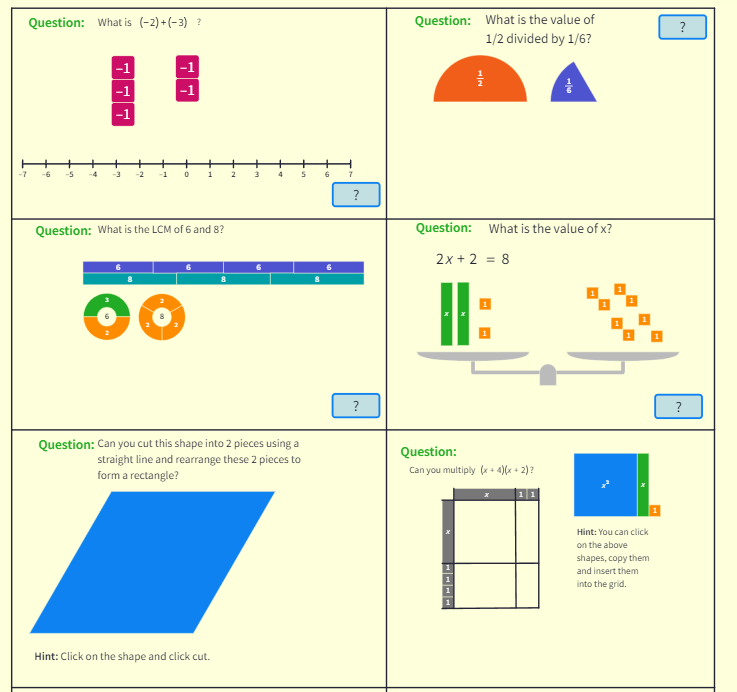 Question: What is (−2)+(−3) ?
−1 −1
−1 −1
−1
−7 −6 −5 −4 −3 −2 −1 0 1 2 3 4 5 6 7
?
Question: What is the value of
1/2 divided by 1/6?
?
1/2 1/6
Question: What is the LCM of 6 and 8?
6 6 6 6
8 8 8
3 6 2
2 8 2 2
?
Question: What is the value of x?
2x + 2 = 8
x x 1 1
1 1 1 1 1 1 1 1
?
Question: Can you cut this shape into 2 pieces using a
straight line and rearrange these 2 pieces to
form a rectangle?
Hint: Click on the shape and click cut.
Question:
Can you multiply (x + 4)(x + 2)?
x 1 1
x
1
1
1
1
x² x 1
Hint: You can click
on the above
shapes, copy them
and insert them
into the grid.